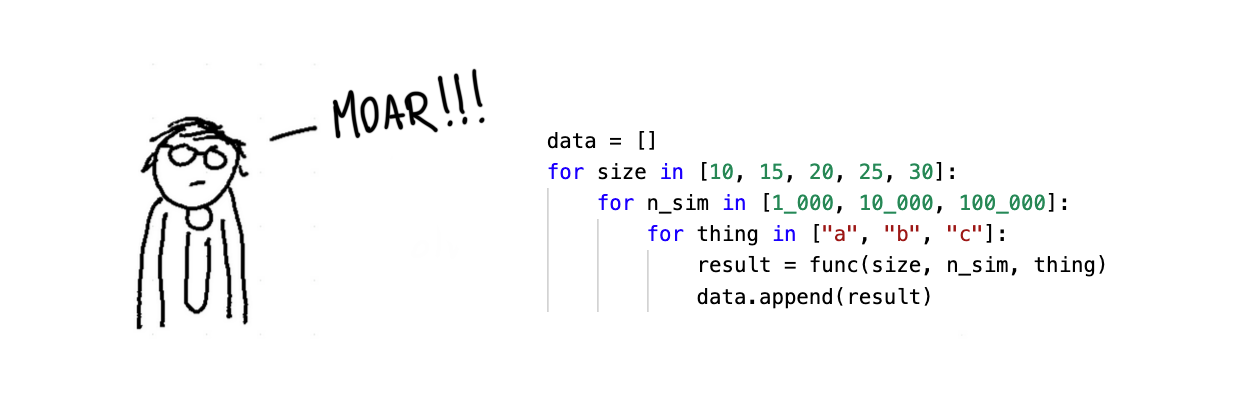 — MOAR!!!
data = []
for size in [10, 15, 20, 25, 30]:
    for n_sim in [1_000, 10_000, 100_000]:
        for thing in ["a", "b", "c"]:
            result = func(size, n_sim, thing)
            data.append(result)